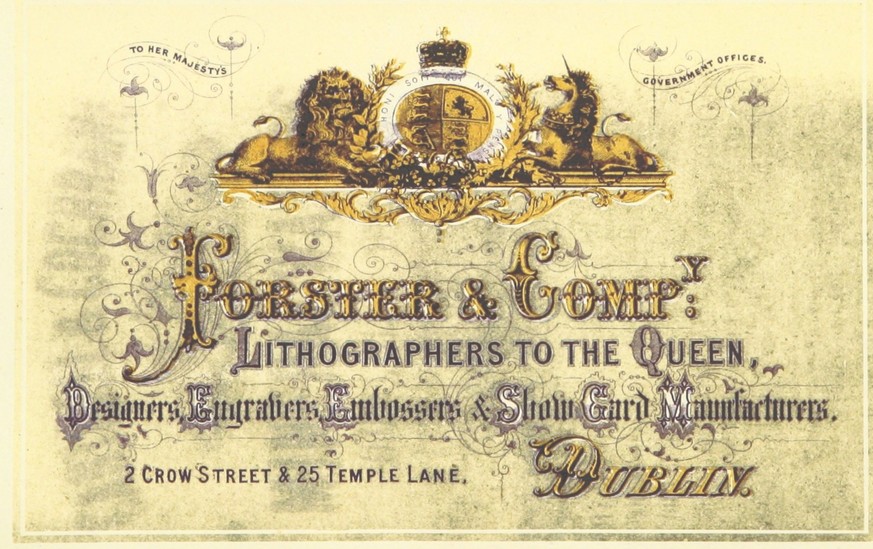 TO HER MAJESTY'S
GOVERNMENT OFFICES.
HONI SOIT QUI MAL Y
FORSTER & COMPY:
LITHOGRAPHERS TO THE QUEEN,
Designers, Engravers, Embossers & Show Card Manufacturers.
2 CROW STREET & 25 TEMPLE LANE,
DUBLIN.